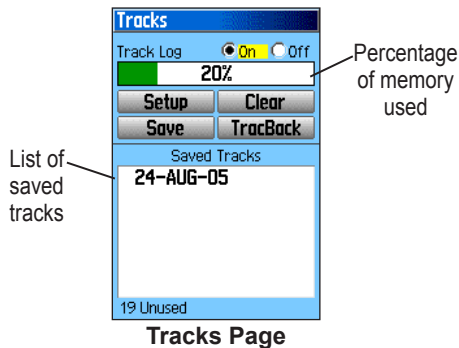 Tracks
Track Log On Off
20%
Setup Clear
Save TracBack
Saved Tracks
24-AUG-05
19 Unused
Percentage
of memory
used
List of
saved
tracks
Tracks Page